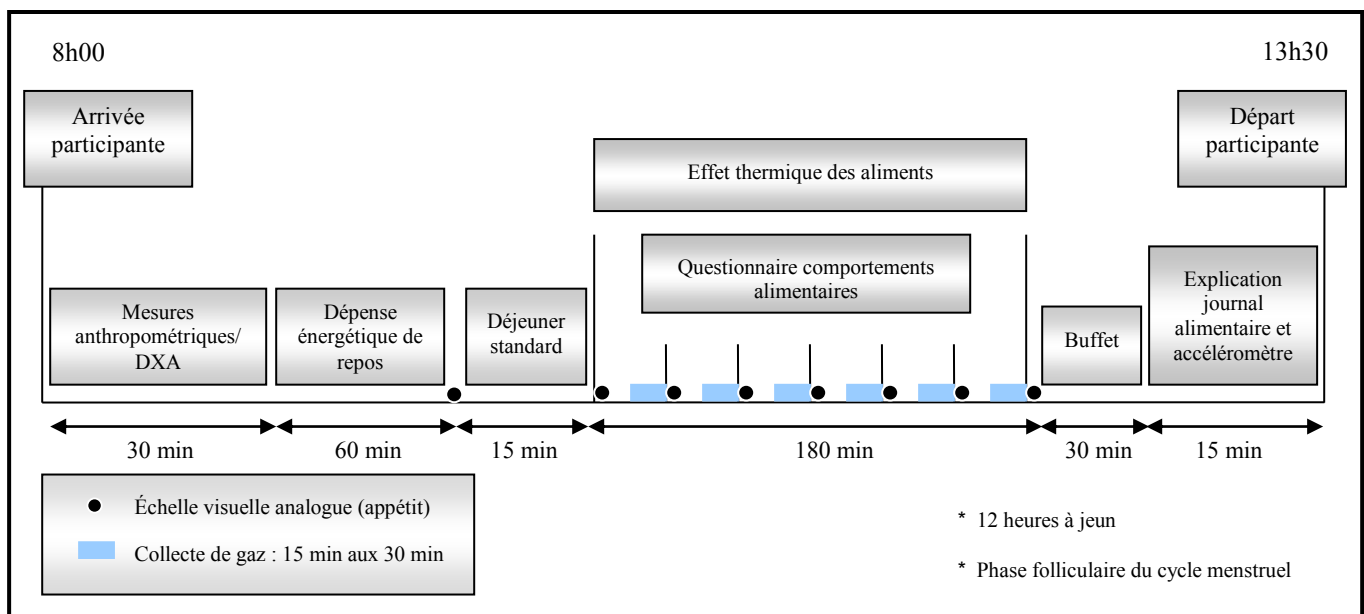 8h00
13h30
Arrivée
participante
Départ
participante
Effet thermique des aliments
Questionnaire comportements
alimentaires
Mesures
anthropométriques/
DXA
Dépense
énergétique de
repos
Déjeuner
standard
Buffet
Explication
journal
alimentaire et
accéléromètre
30 min
60 min
15 min
180 min
30 min
15 min
Échelle visuelle analogue (appétit)
Collecte de gaz : 15 min aux 30 min
* 12 heures à jeun
* Phase folliculaire du cycle menstruel